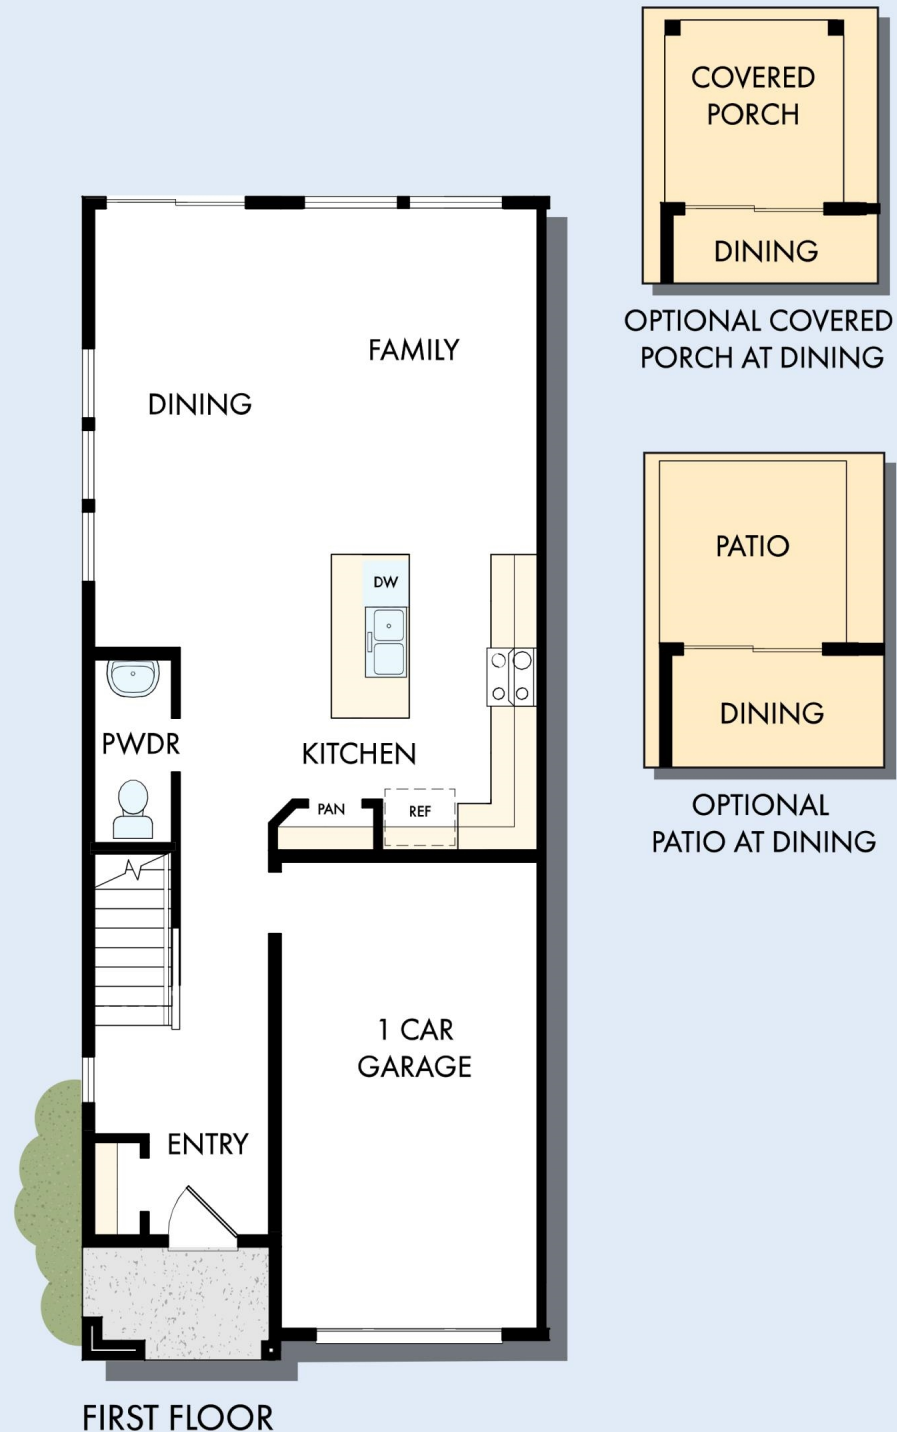 COVERED
PORCH
DINING
OPTIONAL COVERED
PORCH AT DINING
FAMILY
DINING
DW
PATIO
DINING
PWDR
KITCHEN
PAN
REF
OPTIONAL
PATIO AT DINING
1 CAR
GARAGE
ENTRY
FIRST FLOOR